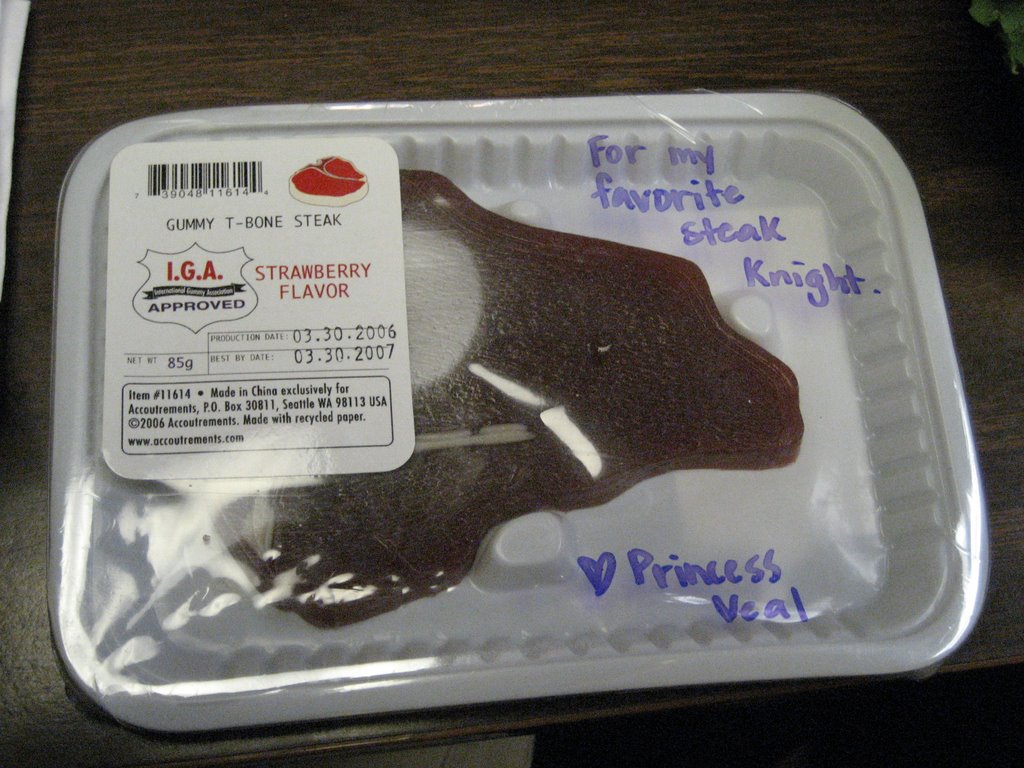 7 39048 11614 4
GUMMY T-BONE STEAK
I.G.A.
International Gummy Association
APPROVED
STRAWBERRY
FLAVOR
PRODUCTION DATE: 03.30.2006
NET WT 85g BEST BY DATE: 03.30.2007
Item #11614 • Made in China exclusively for
Accoutrements, P.O. Box 30811, Seattle WA 98113 USA
©2006 Accoutrements. Made with recycled paper.
www.accoutrements.com
For my
favorite
steak
Knight.
♡ Princess
Veal